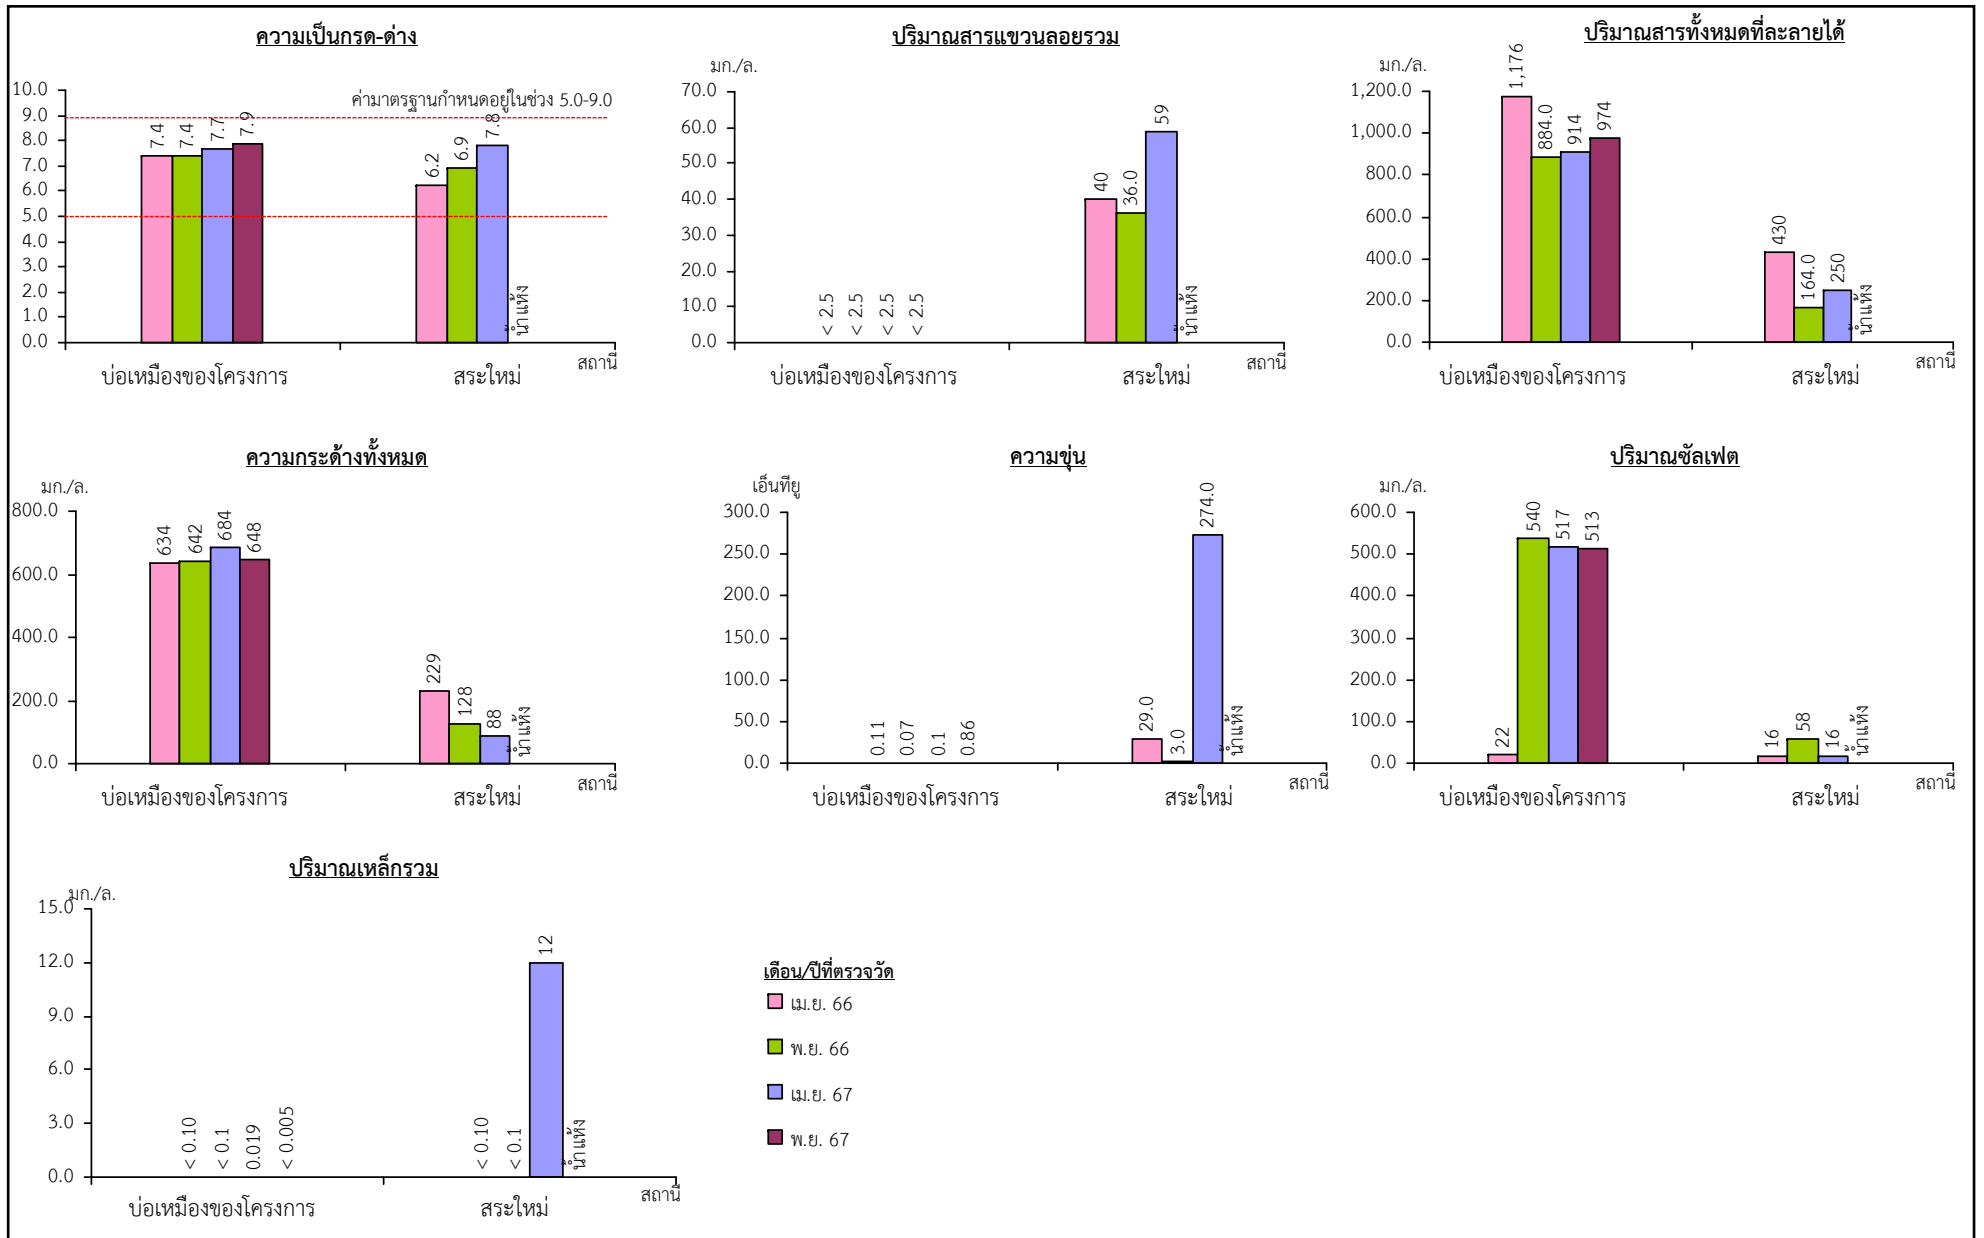 ความเป็นกรด-ด่าง
ค่ามาตรฐานกำหนดอยู่ในช่วง 5.0-9.0
10.0
9.0
8.0
7.0
6.0
5.0
4.0
3.0
2.0
1.0
0.0
7.4
7.4
7.7
7.9
6.2
6.9
7.8
น้ำแห้ง
บ่อเหมืองของโครงการ
สระใหม่
สถานี
ปริมาณสารแขวนลอยรวม
มก./ล.
70.0
60.0
50.0
40.0
30.0
20.0
10.0
0.0
< 2.5
< 2.5
< 2.5
< 2.5
40
36.0
59
น้ำแห้ง
บ่อเหมืองของโครงการ
สระใหม่
สถานี
ปริมาณสารทั้งหมดที่ละลายได้
มก./ล.
1,200.0
1,000.0
800.0
600.0
400.0
200.0
0.0
1,176
884.0
914
974
430
164.0
250
น้ำแห้ง
บ่อเหมืองของโครงการ
สระใหม่
สถานี
ความกระด้างทั้งหมด
มก./ล.
800.0
600.0
400.0
200.0
0.0
634
642
684
648
229
128
88
น้ำแห้ง
บ่อเหมืองของโครงการ
สระใหม่
สถานี
ความขุ่น
เอ็นทียู
300.0
250.0
200.0
150.0
100.0
50.0
0.0
0.11
0.07
0.1
0.86
29.0
3.0
274.0
น้ำแห้ง
บ่อเหมืองของโครงการ
สระใหม่
สถานี
ปริมาณซัลเฟต
มก./ล.
600.0
500.0
400.0
300.0
200.0
100.0
0.0
22
540
517
513
16
58
16
น้ำแห้ง
บ่อเหมืองของโครงการ
สระใหม่
สถานี
ปริมาณเหล็กรวม
มก./ล.
15.0
12.0
9.0
6.0
3.0
0.0
< 0.10
< 0.1
0.019
< 0.005
< 0.10
< 0.1
12
น้ำแห้ง
บ่อเหมืองของโครงการ
สระใหม่
สถานี
เดือน/ปีที่ตรวจวัด
เม.ย. 66
พ.ย. 66
เม.ย. 67
พ.ย. 67